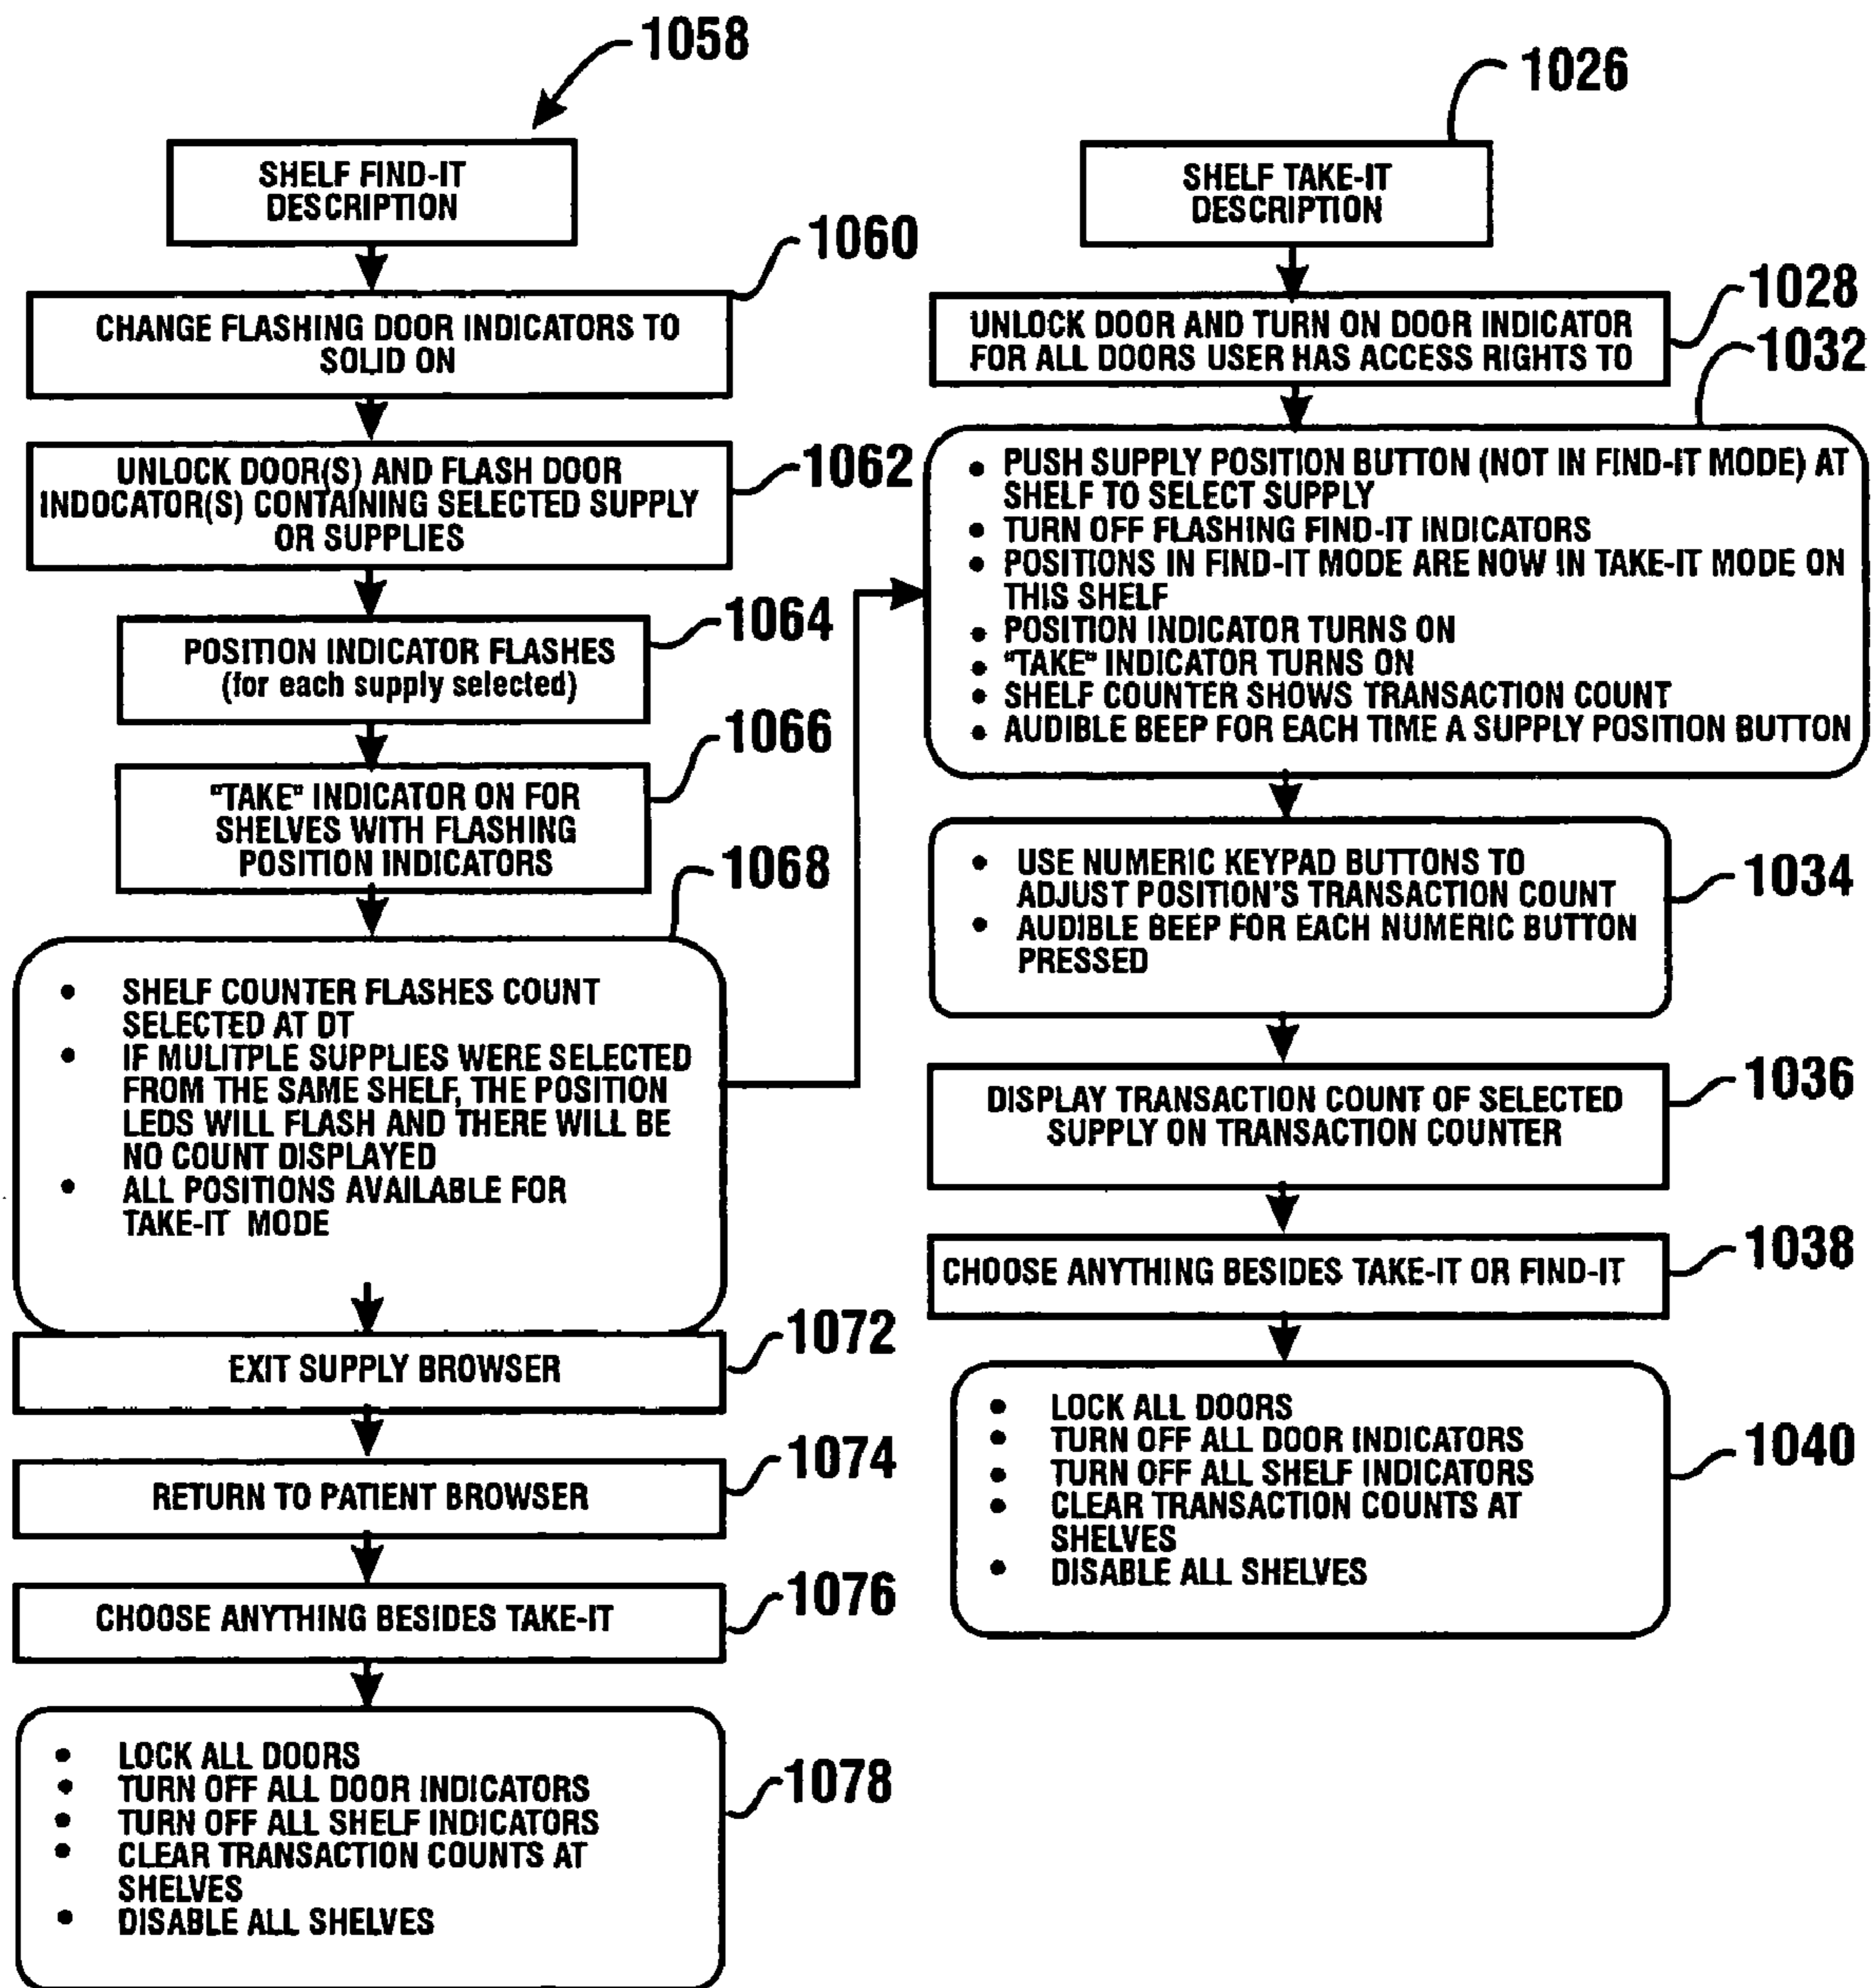 1058
SHELF FIND-IT
DESCRIPTION
1060
CHANGE FLASHING DOOR INDICATORS TO
SOLID ON
1062
UNLOCK DOOR(S) AND FLASH DOOR
INDOCATOR(S) CONTAINING SELECTED SUPPLY
OR SUPPLIES
1064
POSITION INDICATOR FLASHES
(for each supply selected)
1066
"TAKE" INDICATOR ON FOR
SHELVES WITH FLASHING
POSITION INDICATORS
1068
• SHELF COUNTER FLASHES COUNT
SELECTED AT DT
• IF MULITPLE SUPPLIES WERE SELECTED
FROM THE SAME SHELF, THE POSITION
LEDS WILL FLASH AND THERE WILL BE
NO COUNT DISPLAYED
• ALL POSITIONS AVAILABLE FOR
TAKE-IT MODE
1072
EXIT SUPPLY BROWSER
1074
RETURN TO PATIENT BROWSER
1076
CHOOSE ANYTHING BESIDES TAKE-IT
1078
• LOCK ALL DOORS
• TURN OFF ALL DOOR INDICATORS
• TURN OFF ALL SHELF INDICATORS
• CLEAR TRANSACTION COUNTS AT
SHELVES
• DISABLE ALL SHELVES
1026
SHELF TAKE-IT
DESCRIPTION
1028
UNLOCK DOOR AND TURN ON DOOR INDICATOR
FOR ALL DOORS USER HAS ACCESS RIGHTS TO
1032
• PUSH SUPPLY POSITION BUTTON (NOT IN FIND-IT MODE) AT
SHELF TO SELECT SUPPLY
• TURN OFF FLASHING FIND-IT INDICATORS
• POSITIONS IN FIND-IT MODE ARE NOW IN TAKE-IT MODE ON
THIS SHELF
• POSITION INDICATOR TURNS ON
• "TAKE" INDICATOR TURNS ON
• SHELF COUNTER SHOWS TRANSACTION COUNT
• AUDIBLE BEEP FOR EACH TIME A SUPPLY POSITION BUTTON
1034
• USE NUMERIC KEYPAD BUTTONS TO
ADJUST POSITION'S TRANSACTION COUNT
• AUDIBLE BEEP FOR EACH NUMERIC BUTTON
PRESSED
1036
DISPLAY TRANSACTION COUNT OF SELECTED
SUPPLY ON TRANSACTION COUNTER
1038
CHOOSE ANYTHING BESIDES TAKE-IT OR FIND-IT
1040
• LOCK ALL DOORS
• TURN OFF ALL DOOR INDICATORS
• TURN OFF ALL SHELF INDICATORS
• CLEAR TRANSACTION COUNTS AT
SHELVES
• DISABLE ALL SHELVES